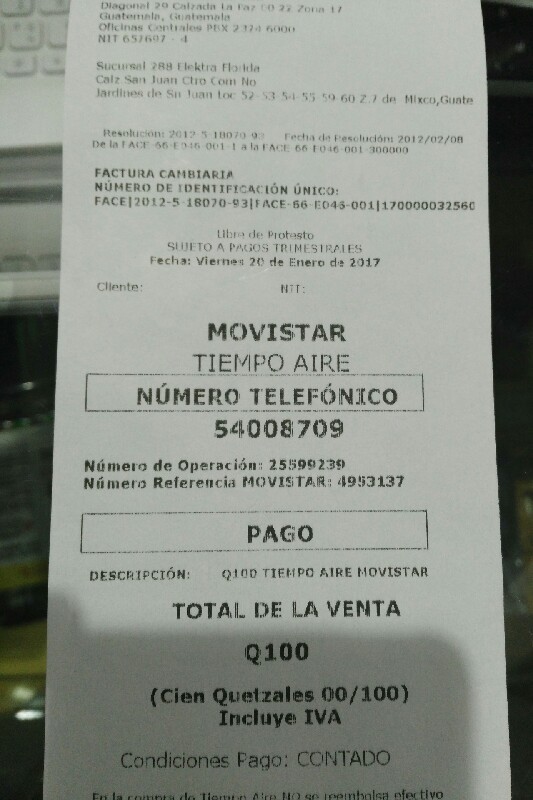 Diagonal 29 Calzada La Paz 20-22 Zona 17
Guatemala, Guatemala
Oficinas Centrales PBX 2324 6000
NIT 657697 - 4
Sucursal 288 Elektra Florida
Calz San Juan Ctro Com No
Jardines de Sn Juan Loc 52-53-54-55-59-60 Z.7 de Mixco,Guate
Resolución: 2012-5-18070-93 Fecha de Resolución: 2012/02/08
De la FACE-66-E046-001-1 a la FACE-66-E046-001-300000
FACTURA CAMBIARIA
NÚMERO DE IDENTIFICACIÓN ÚNICO:
FACE|2012-5-18070-93|FACE-66-E046-001|170000032560
Libre de Protesto
SUJETO A PAGOS TRIMESTRALES
Fecha: Viernes 20 de Enero de 2017
Cliente: NIT:
MOVISTAR
TIEMPO AIRE
NÚMERO TELEFÓNICO
54008709
Número de Operación: 25599239
Número Referencia MOVISTAR: 4953137
PAGO
DESCRIPCIÓN: Q100 TIEMPO AIRE MOVISTAR
TOTAL DE LA VENTA
Q100
(Cien Quetzales 00/100)
Incluye IVA
Condiciones Pago: CONTADO
En la compra de Tiempo Aire NO se reembolsa efectivo